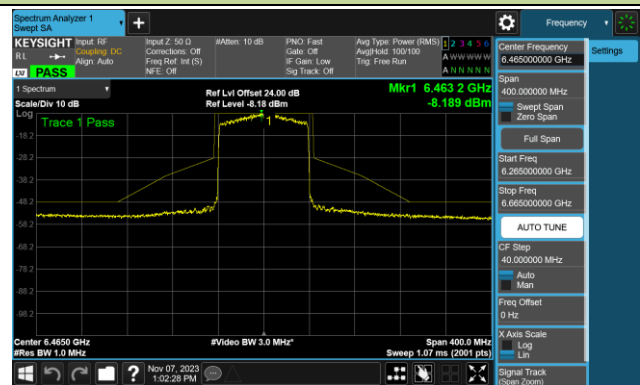 Spectrum Analyzer 1
Swept SA
+
Frequency
KEYSIGHT
Input: RF
Input Z: 50 Ω
#Atten: 10 dB
PNO: Fast
Avg Type: Power (RMS)
1 2 3 4 5 6
RL
Coupling: DC
Corrections: Off
Gate: Off
Avg|Hold: 100/100
A W W W W W
Align: Auto
Freq Ref: Int (S)
IF Gain: Low
Trig: Free Run
LXI
PASS
NFE: Off
Sig Track: Off
A N N N N N
1 Spectrum
Ref Lvl Offset 24.00 dB
Mkr1 6.463 2 GHz
Scale/Div 10 dB
Ref Level -8.18 dBm
-8.189 dBm
Log
Trace 1 Pass
1
-18.2
-28.2
-38.2
-48.2
-58.2
-68.2
-78.2
-88.2
-98.2
Center 6.4650 GHz
#Video BW 3.0 MHz*
Span 400.0 MHz
#Res BW 1.0 MHz
Sweep 1.07 ms (2001 pts)
?
Nov 07, 2023
1:02:28 PM
Center Frequency
6.465000000 GHz
Settings
Span
400.000000 MHz
Swept Span
Zero Span
Full Span
Start Freq
6.265000000 GHz
Stop Freq
6.665000000 GHz
AUTO TUNE
CF Step
40.000000 MHz
Auto
Man
Freq Offset
0 Hz
X Axis Scale
Log
Lin
Signal Track
(Span Zoom)